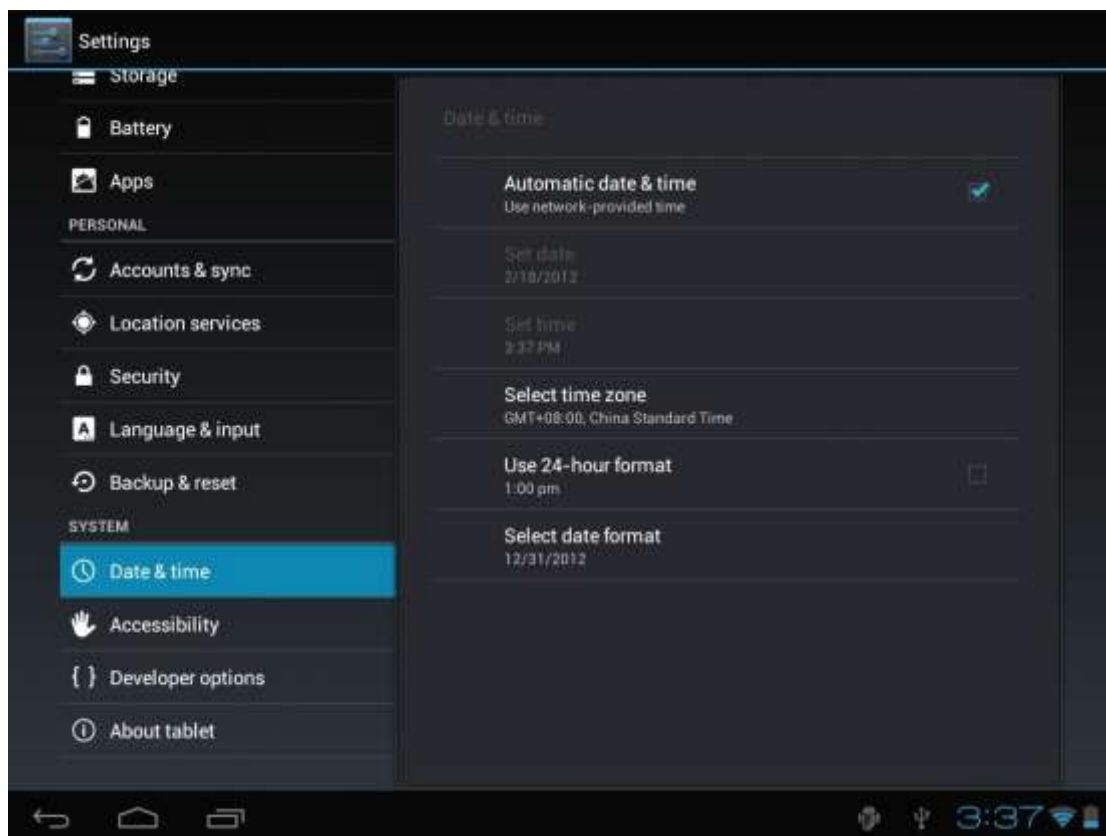 Settings
Storage
Battery
Apps
PERSONAL
Accounts & sync
Location services
Security
Language & input
Backup & reset
SYSTEM
Date & time
Accessibility
{ } Developer options
About tablet
Date & time
Automatic date & time
Use network-provided time
Set date
2/18/2012
Set time
3:37 PM
Select time zone
GMT+08:00, China Standard Time
Use 24-hour format
1:00 pm
Select date format
12/31/2012
3:37